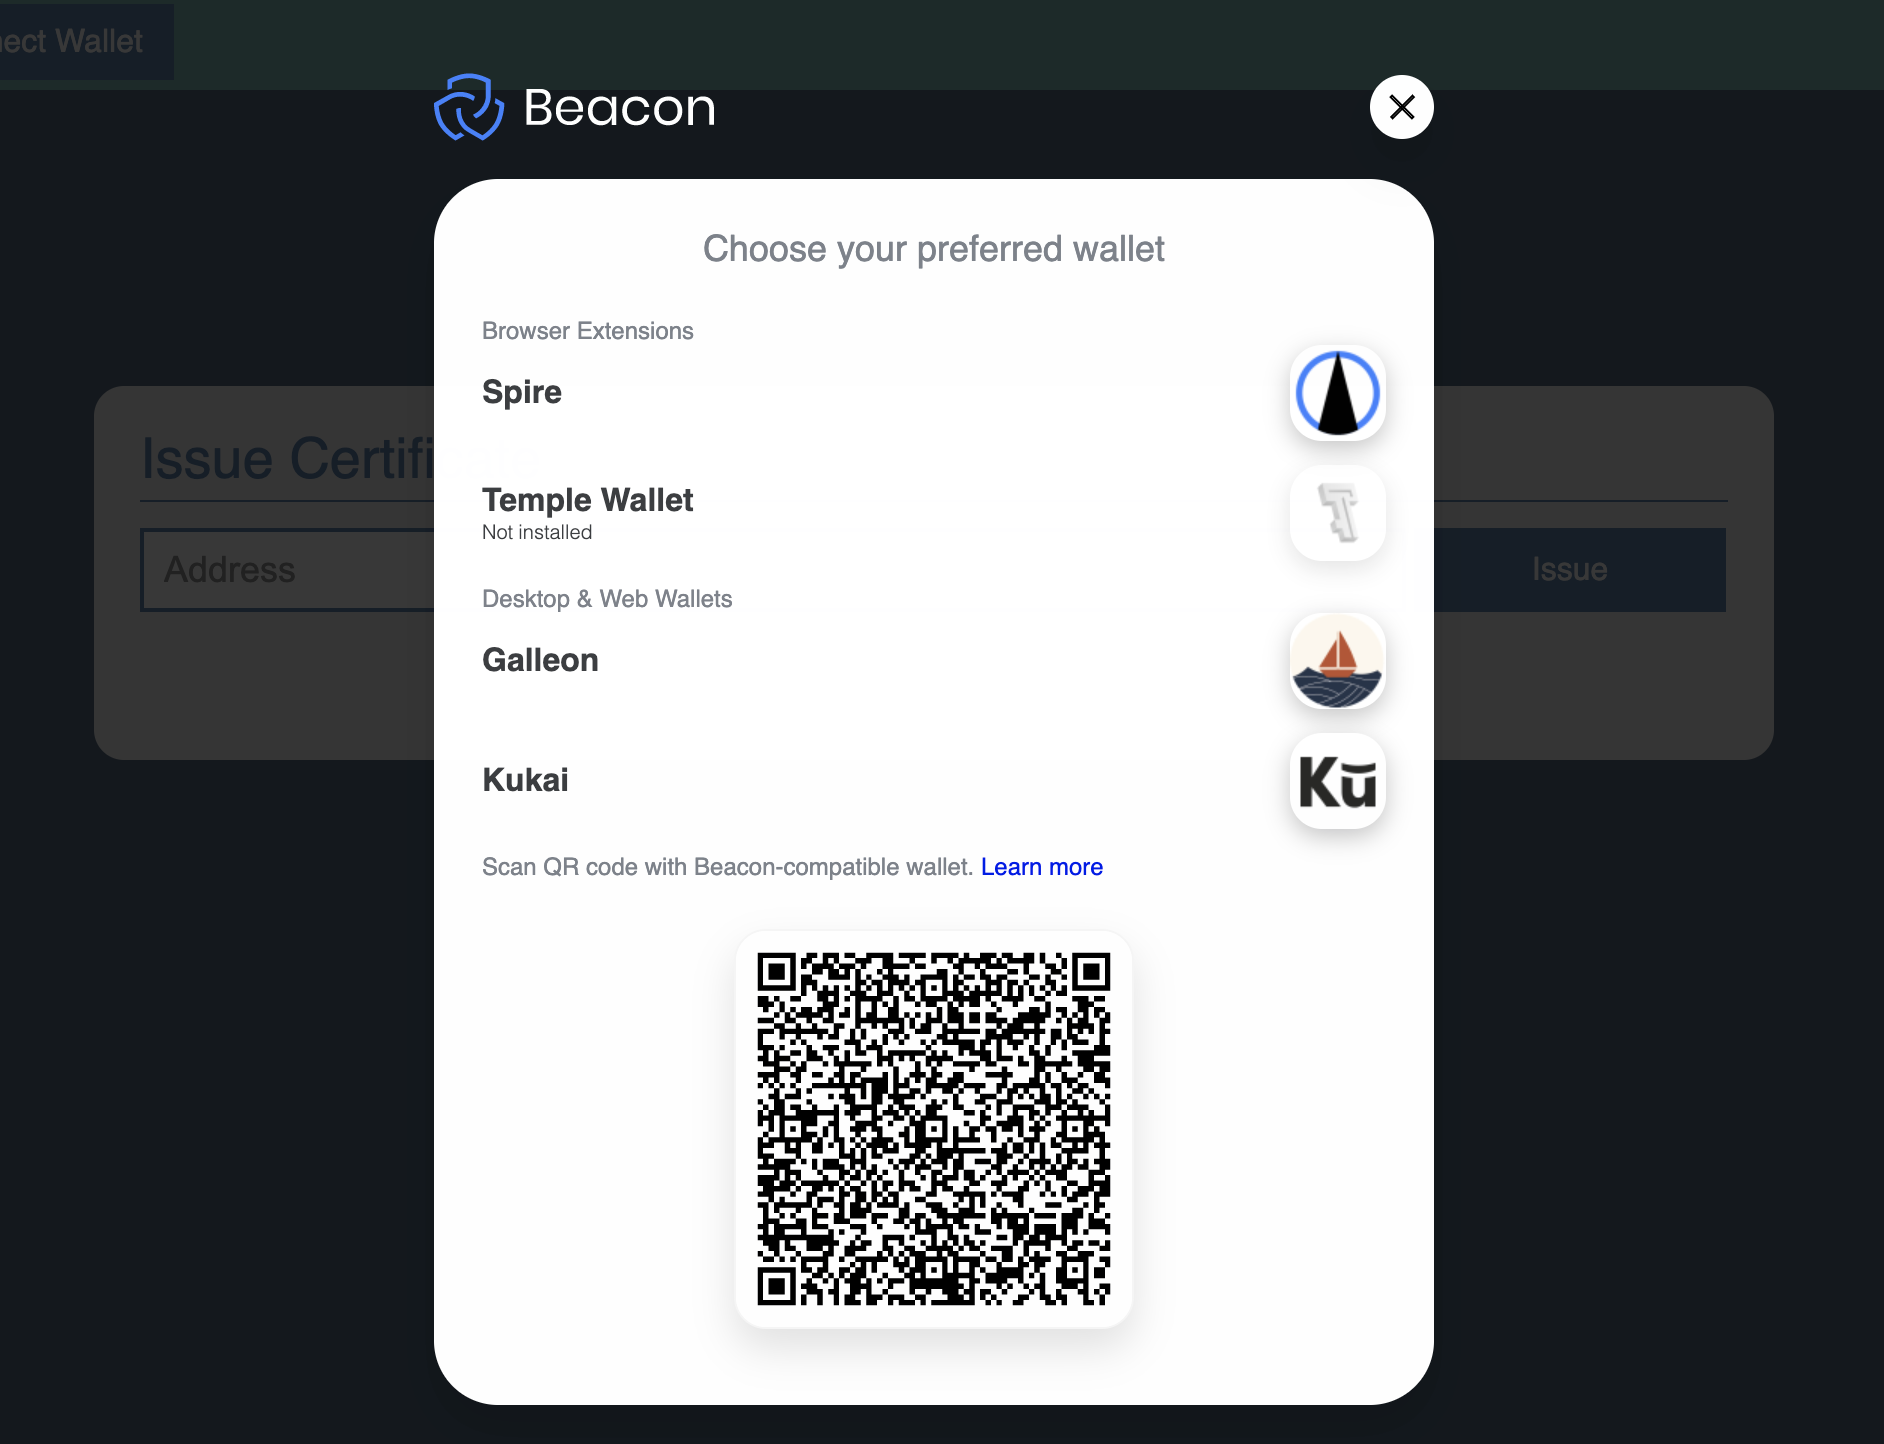 nect Wallet
Beacon
Choose your preferred wallet
Browser Extensions
Spire
Issue Certifi
Temple Wallet
Not installed
Address
Issue
Desktop & Web Wallets
Galleon
Kukai
Kū
Scan QR code with Beacon-compatible wallet. Learn more